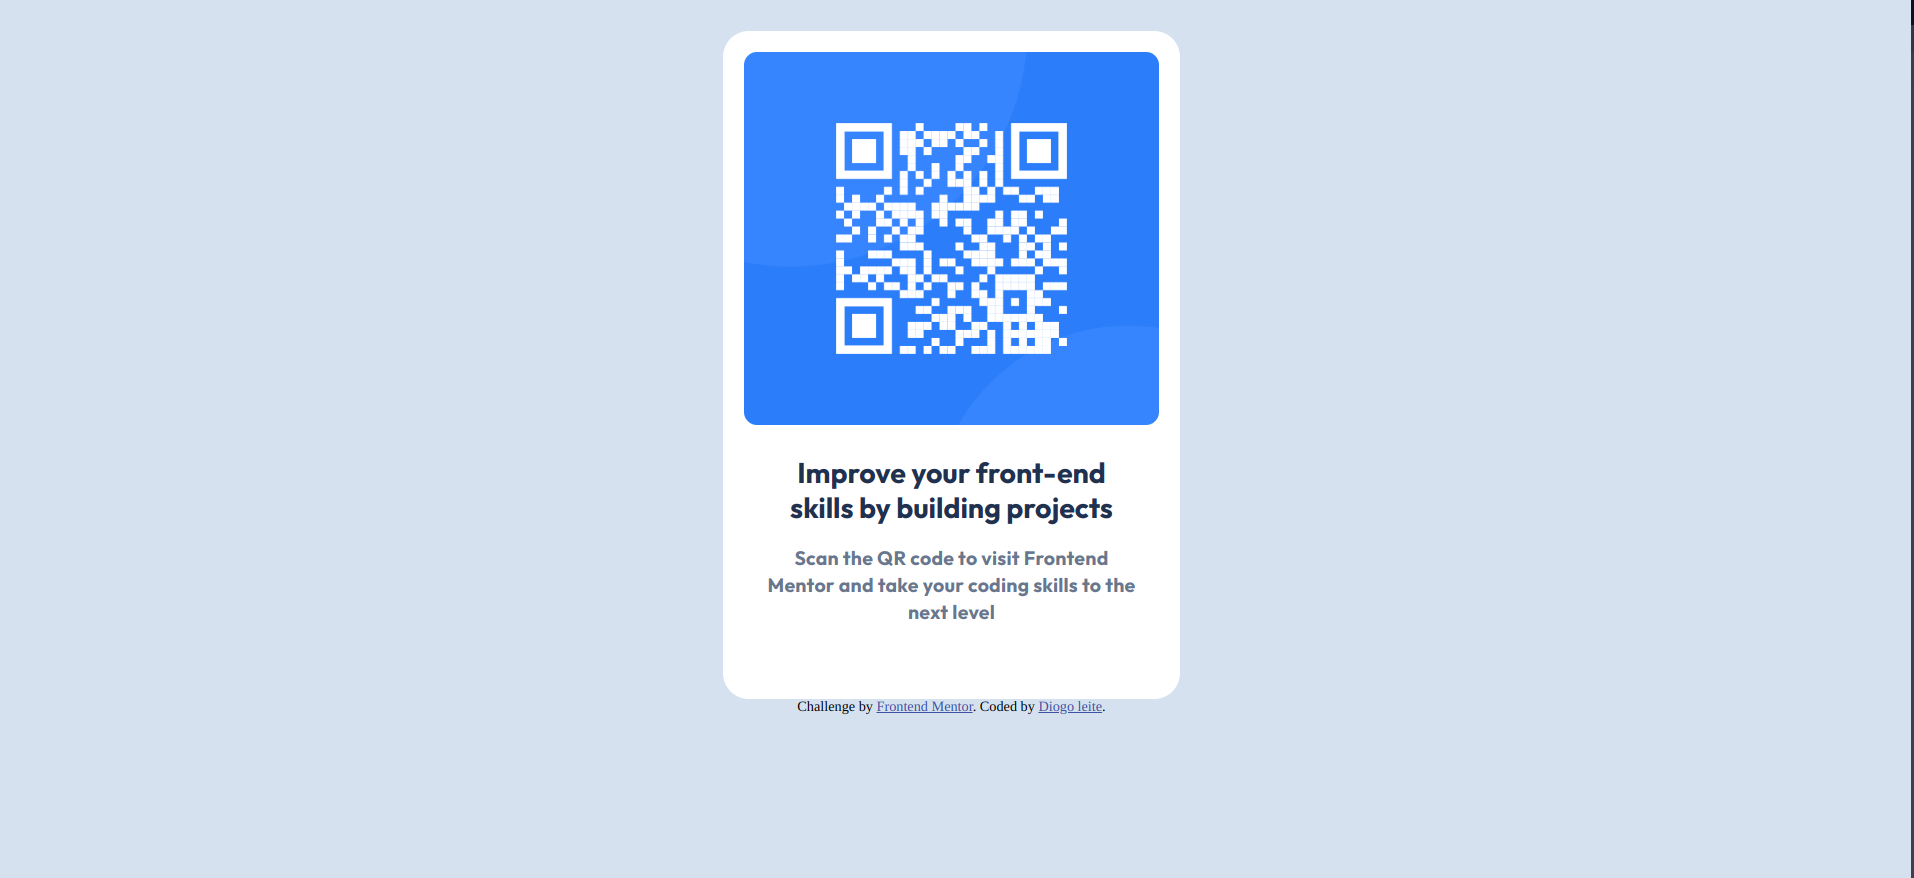 Improve your front-end
skills by building projects
Scan the QR code to visit Frontend
Mentor and take your coding skills to the
next level
Challenge by Frontend Mentor. Coded by Diogo leite.